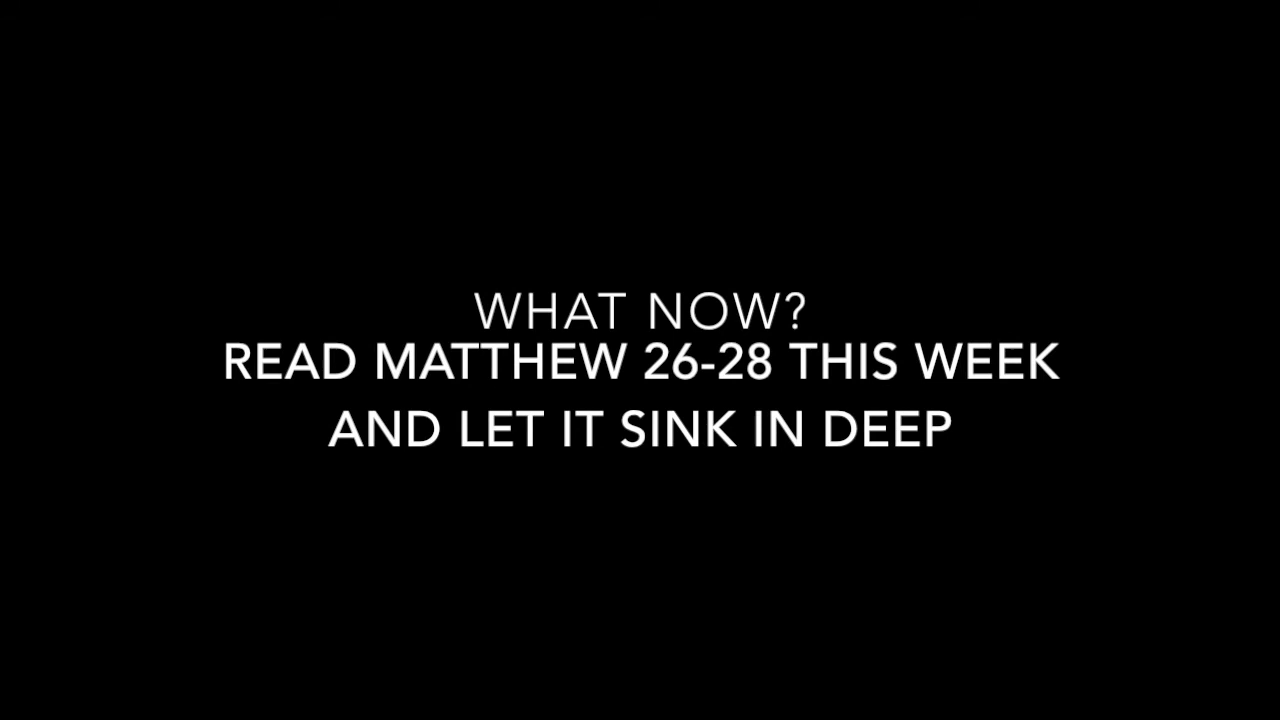 WHAT NOW?
READ MATTHEW 26-28 THIS WEEK
AND LET IT SINK IN DEEP